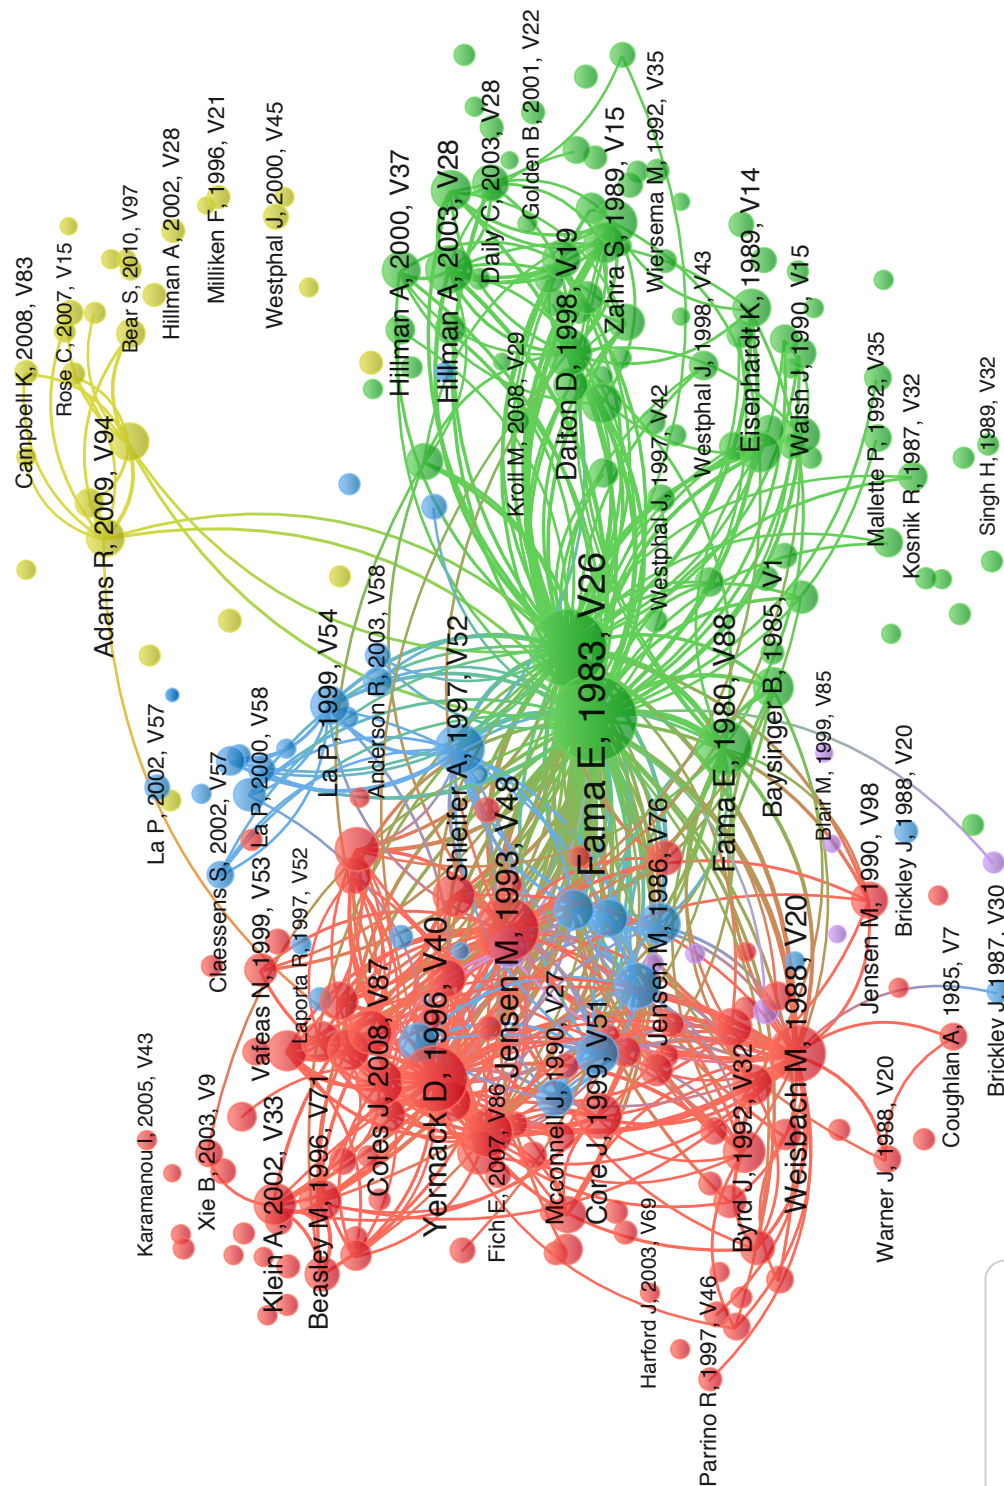 Campbell K, 2008, V83
Rose C, 2007, V15
Adams R, 2009, V94
Bear S, 2010, V97
Hillman A, 2002, V28
Milliken F, 1996, V21
Westphal J, 2000, V45
Hillman A, 2000, V37
Hillman A, 2003, V28
Daily C, 2003, V28
Golden B, 2001, V22
Kroll M, 2008, V29
Dalton D, 1998, V19
Zahra S, 1989, V15
Wiersema M, 1992, V35
Westphal J, 1997, V42
Westphal J, 1998, V43
Eisenhardt K, 1989, V14
Walsh J, 1990, V15
Mallette P, 1992, V35
Kosnik R, 1987, V32
Singh H, 1989, V32
La P, 2002, V57
Claessens S, 2002, V57
La P, 2000, V58
La P, 1999, V54
Anderson R, 2003, V58
Shleifer A, 1997, V52
Fama E, 1983, V26
Fama E, 1980, V88
Baysinger B, 1985, V1
Blair M, 1999, V85
Brickley J, 1988, V20
Jensen M, 1990, V98
Brickley J, 1987, V30
Karamanou I, 2005, V43
Xie B, 2003, V9
Vafeas N, 1999, V53
Laporta R, 1997, V52
Klein A, 2002, V33
Beasley M, 1996, V71
Coles J, 2008, V87
Yermack D, 1996, V40
Jensen M, 1993, V48
Fich E, 2007, V86
Mcconnell J, 1990, V27
Core J, 1999, V51
Jensen M, 1986, V76
Harford J, 2003, V69
Parrino R, 1997, V46
Byrd J, 1992, V32
Weisbach M, 1988, V20
Warner J, 1988, V20
Coughlan A, 1985, V7